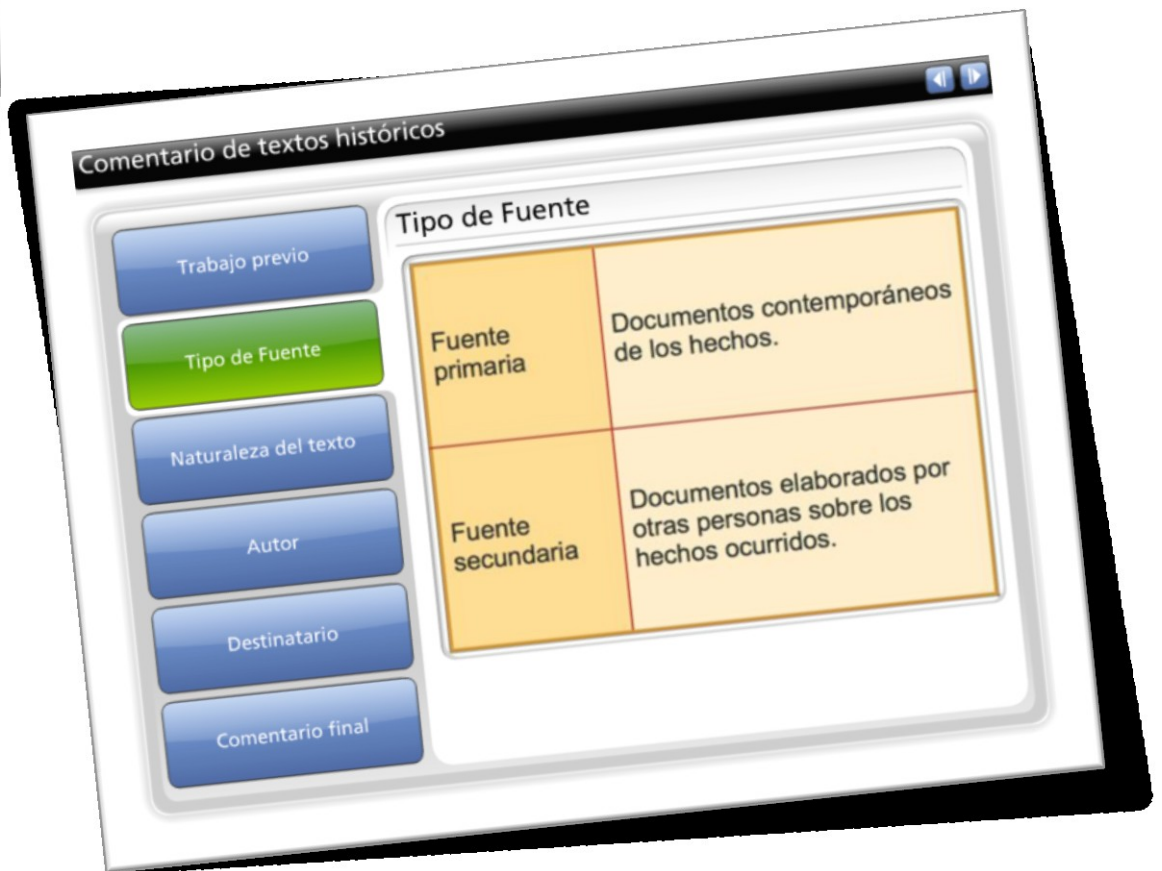 Comentario de textos históricos
Trabajo previo
Tipo de Fuente
Naturaleza del texto
Autor
Destinatario
Comentario final
Tipo de Fuente
Fuente
primaria
Documentos contemporáneos
de los hechos.
Fuente
secundaria
Documentos elaborados por
otras personas sobre los
hechos ocurridos.